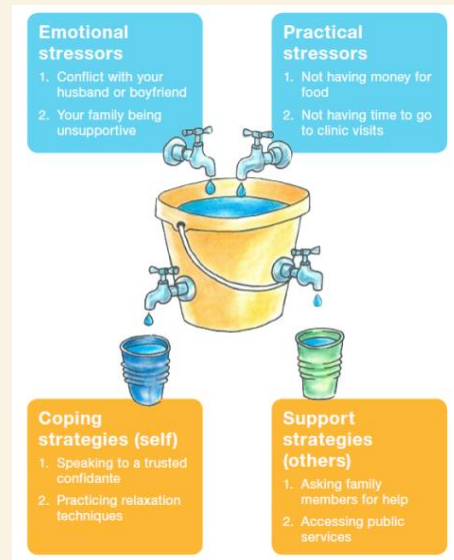 Emotional
stressors
1. Conflict with your
husband or boyfriend
2. Your family being
unsupportive
Practical
stressors
1. Not having money for
food
2. Not having time to go
to clinic visits
Coping
strategies (self)
1. Speaking to a trusted
confidante
2. Practicing relaxation
techniques
Support
strategies
(others)
1. Asking family
members for help
2. Accessing public
services